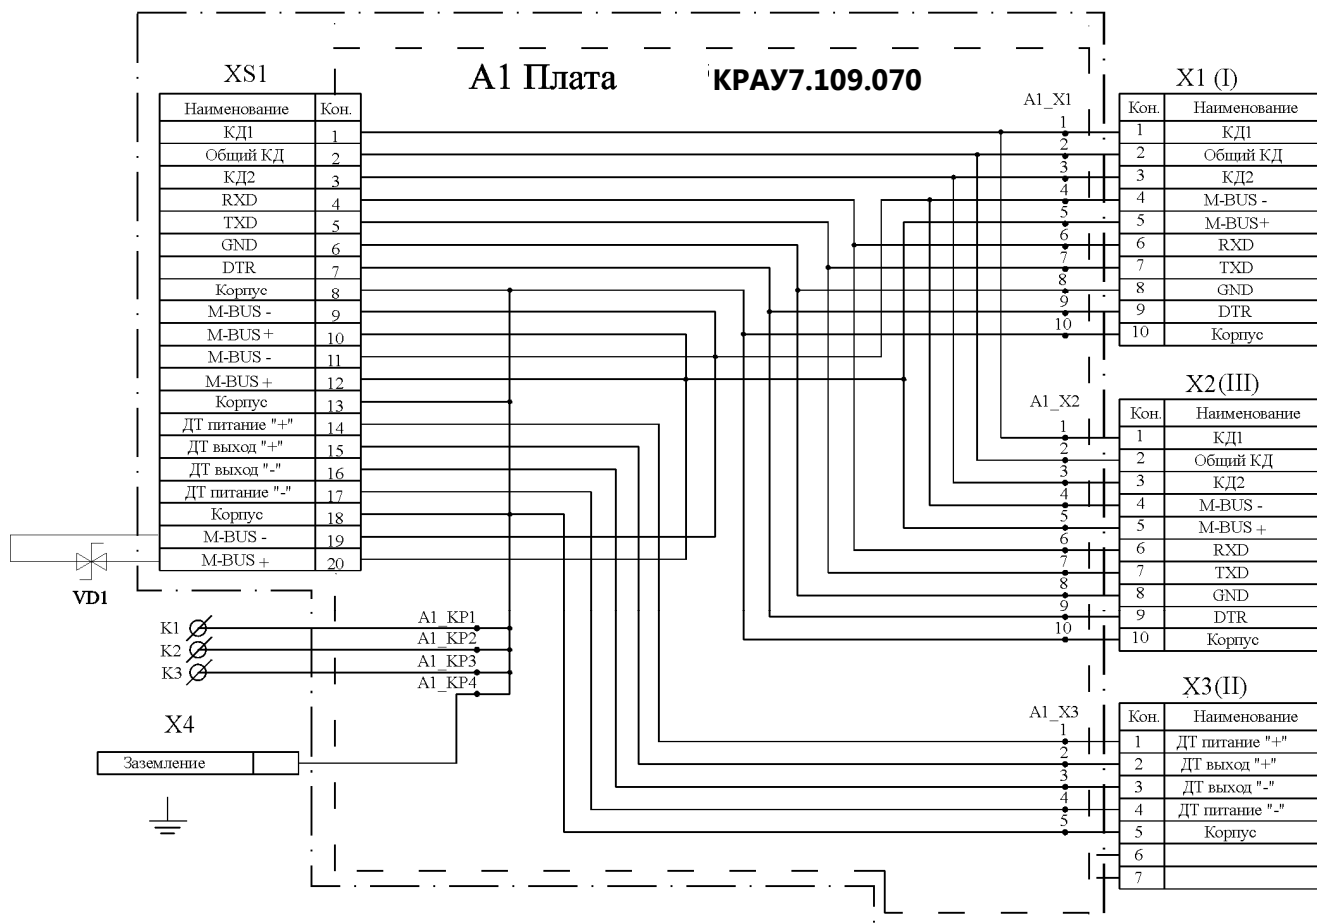 А1 Плата
КРАУ7.109.070
XS1
Наименование Кон.
КД1 1
Общий КД 2
КД2 3
RXD 4
TXD 5
GND 6
DTR 7
Корпус 8
M-BUS - 9
M-BUS + 10
M-BUS - 11
M-BUS + 12
Корпус 13
ДТ питание "+" 14
ДТ выход "+" 15
ДТ выход "-" 16
ДТ питание "-" 17
Корпус 18
M-BUS - 19
M-BUS + 20
VD1
K1
K2
K3
A1_KP1
A1_KP2
A1_KP3
A1_KP4
X4
Заземление
A1_X1
1
2
3
4
5
6
7
8
9
10
X1 (I)
Кон. Наименование
1 КД1
2 Общий КД
3 КД2
4 M-BUS -
5 M-BUS+
6 RXD
7 TXD
8 GND
9 DTR
10 Корпус
A1_X2
1
2
3
4
5
6
7
8
9
10
X2(III)
Кон. Наименование
1 КД1
2 Общий КД
3 КД2
4 M-BUS -
5 M-BUS +
6 RXD
7 TXD
8 GND
9 DTR
10 Корпус
A1_X3
1
2
3
4
5
X3(II)
Кон. Наименование
1 ДТ питание "+"
2 ДТ выход "+"
3 ДТ выход "-"
4 ДТ питание "-"
5 Корпус
6
7